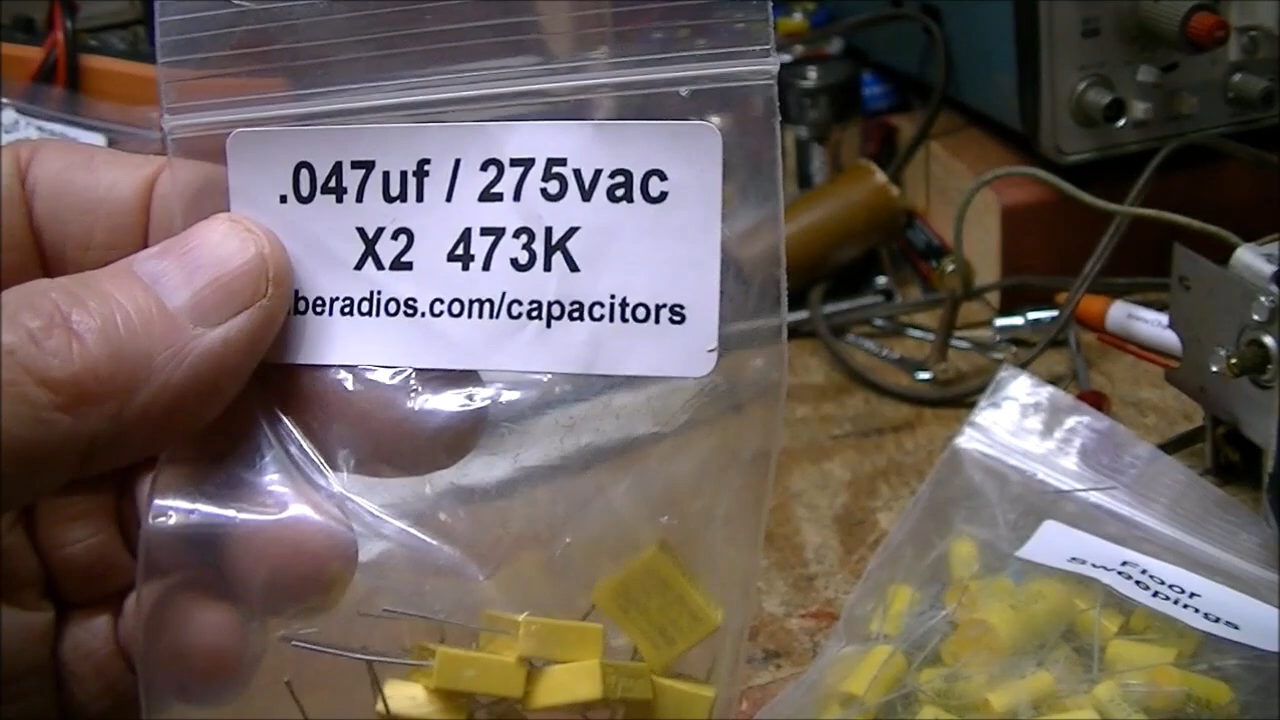 .047uf / 275vac
X2 473K
beradios.com/capacitors
Floor
Sweepings